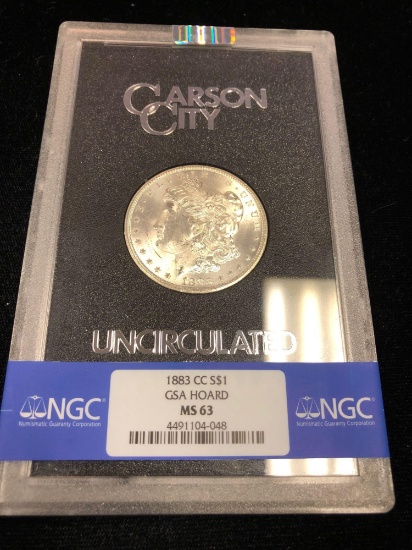 CARSON
CITY
UNUM
UNCIRCULATED
NGC
Numismatic Guaranty Corporation
1883 CC S$1
GSA HOARD
MS 63
4491104-048
NGC
Numismatic Guaranty Corporation